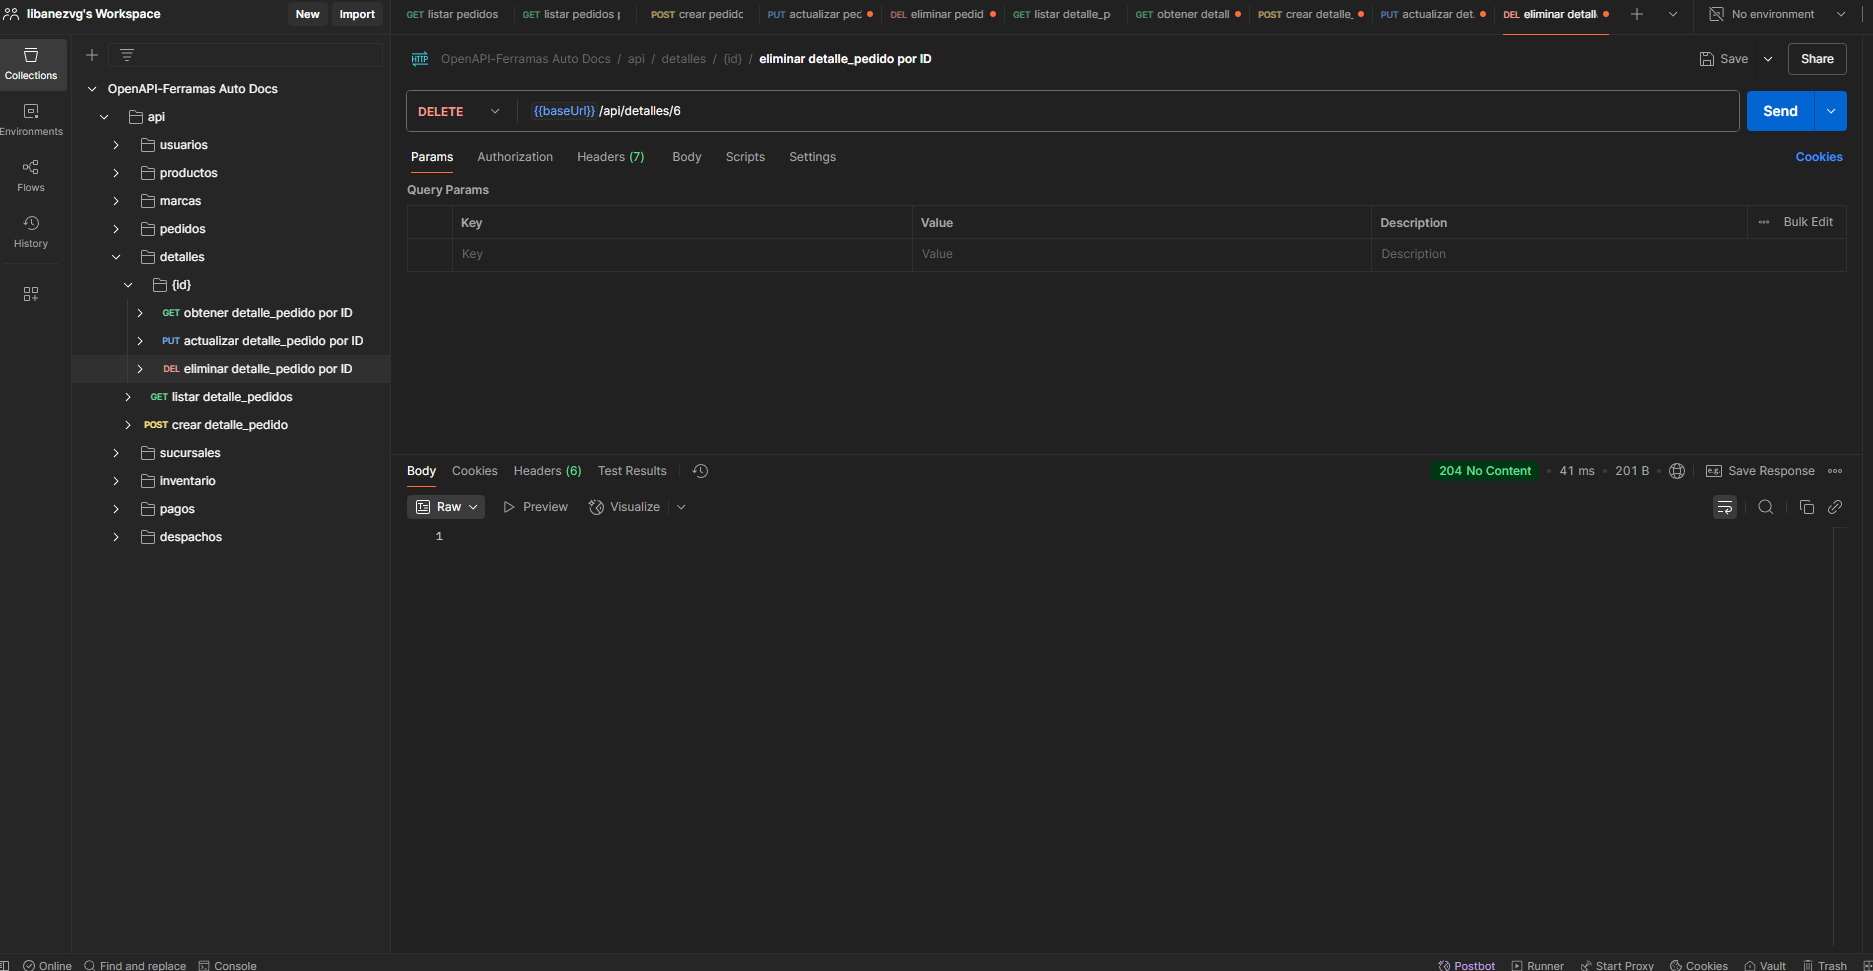 libanezvg's Workspace
New
Import
GET listar pedidos
GET listar pedidos
POST crear pedido
PUT actualizar
DEL eliminar pedid
GET listar detalle_p
GET obtener detall
POST crear detalle_
PUT actualizar det
DEL eliminar detall
No environment
Collections
Environments
Flows
History
OpenAPI-Ferramas Auto Docs
api
usuarios
productos
marcas
pedidos
detalles
{id}
GET obtener detalle_pedido por ID
PUT actualizar detalle_pedido por ID
DEL eliminar detalle_pedido por ID
GET listar detalle_pedidos
POST crear detalle_pedido
sucursales
inventario
pagos
despachos
HTTP OpenAPI-Ferramas Auto Docs / api / detalles / {id} / eliminar detalle_pedido por ID
Save
Share
DELETE {{baseUrl}} /api/detalles/6
Send
Params Authorization Headers (7) Body Scripts Settings
Cookies
Query Params
Key Value Description Bulk Edit
Key Value Description
Body Cookies Headers (6) Test Results
204 No Content • 41 ms • 201 B
e.g. Save Response
Raw Preview Visualize
1
Online Find and replace Console
Postbot Runner Start Proxy Cookies Vault Trash